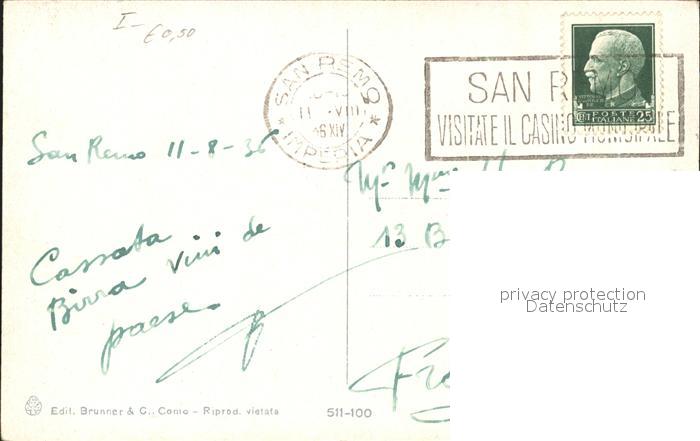 I- € 0,50
SAN REMO
11 VIII
36 XIV
* IMPERIA *
SAN R
VISITATE IL CASINO MUNICIPALE
POSTE
ITALIANE 25
San Remo 11-8-36
Cassata
Birra vini de
paese
13 B
privacy protection
Datenschutz
Edit. Brunner & C., Como - Riprod. vietata
511-100